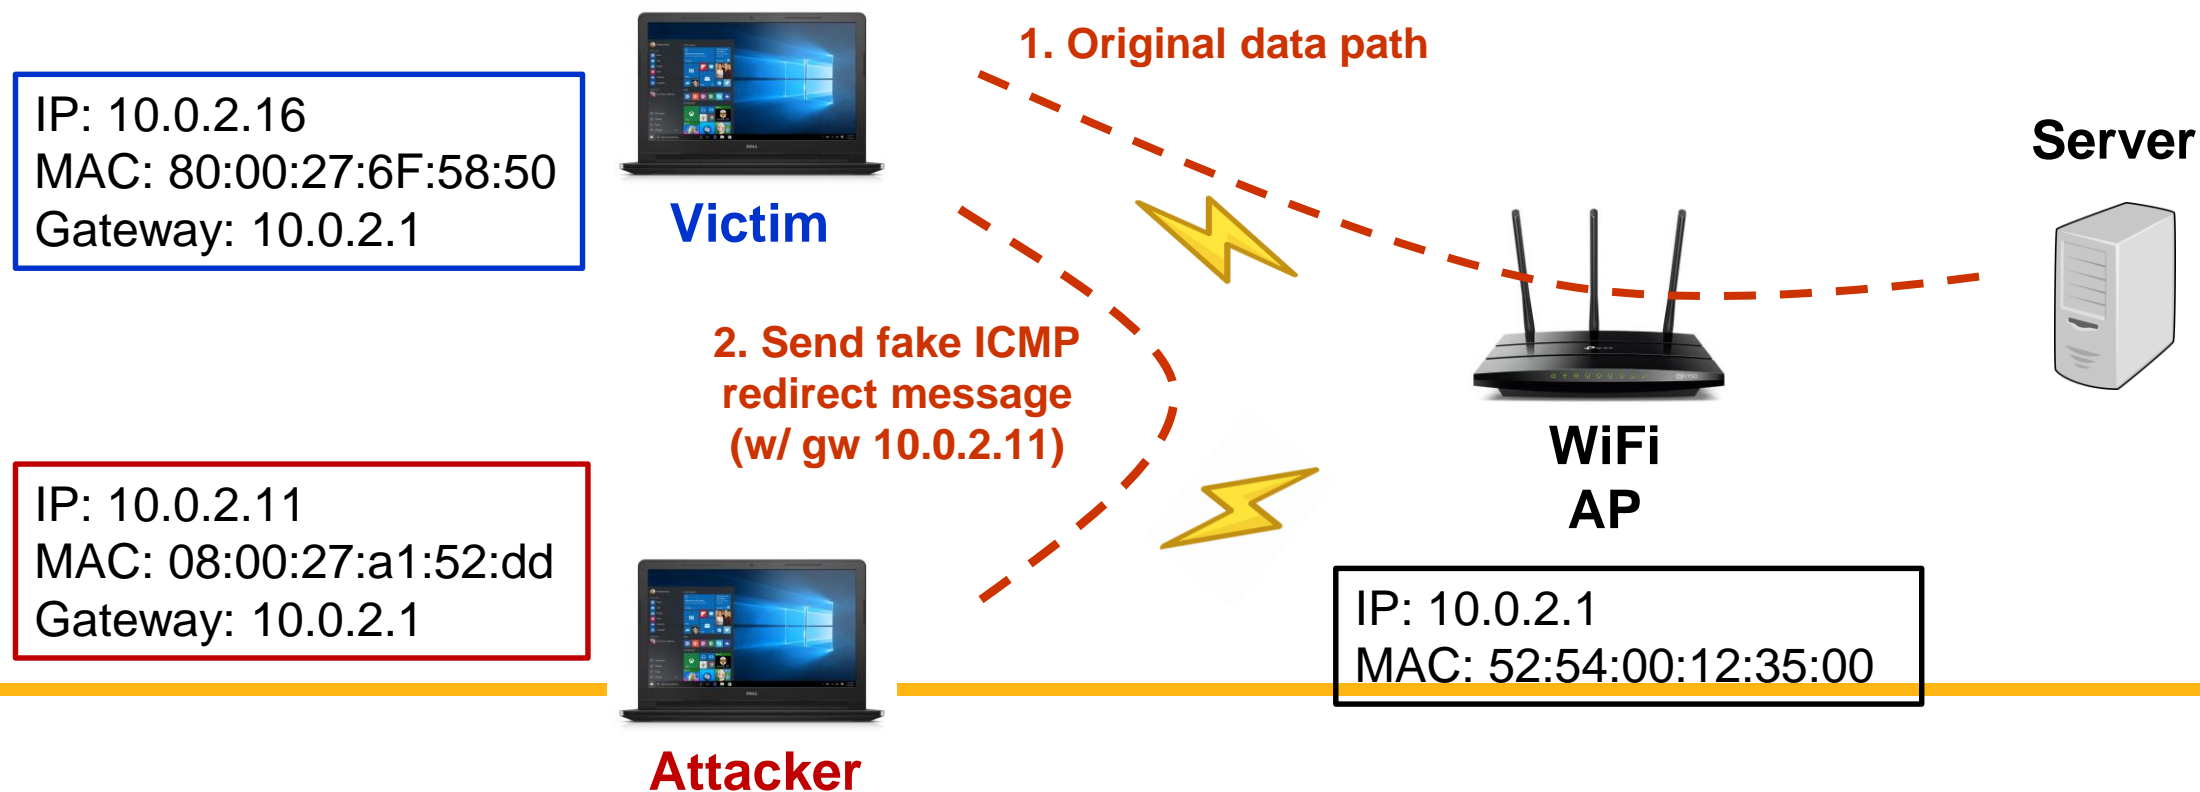 1. Original data path
IP: 10.0.2.16
MAC: 80:00:27:6F:58:50
Gateway: 10.0.2.1
Victim
Server
2. Send fake ICMP
redirect message
(w/ gw 10.0.2.11)
WiFi
AP
IP: 10.0.2.11
MAC: 08:00:27:a1:52:dd
Gateway: 10.0.2.1
IP: 10.0.2.1
MAC: 52:54:00:12:35:00
Attacker